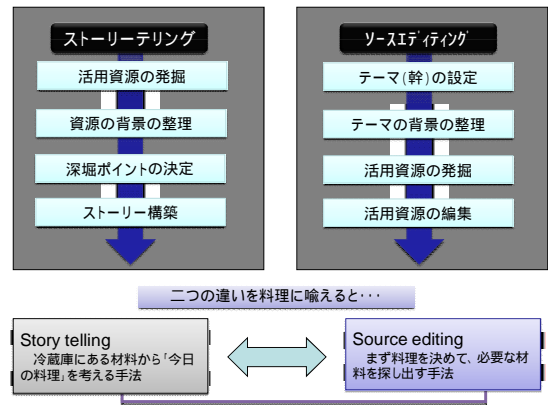 ストーリーテリング
活用資源の発掘
資源の背景の整理
深堀ポイントの決定
ストーリー構築
ソースエディティング
テーマ(幹)の設定
テーマの背景の整理
活用資源の発掘
活用資源の編集
二つの違いを料理に喩えると・・・
Story telling
冷蔵庫にある材料から「今日
の料理」を考える手法
Source editing
まず料理を決めて、必要な材
料を探し出す手法